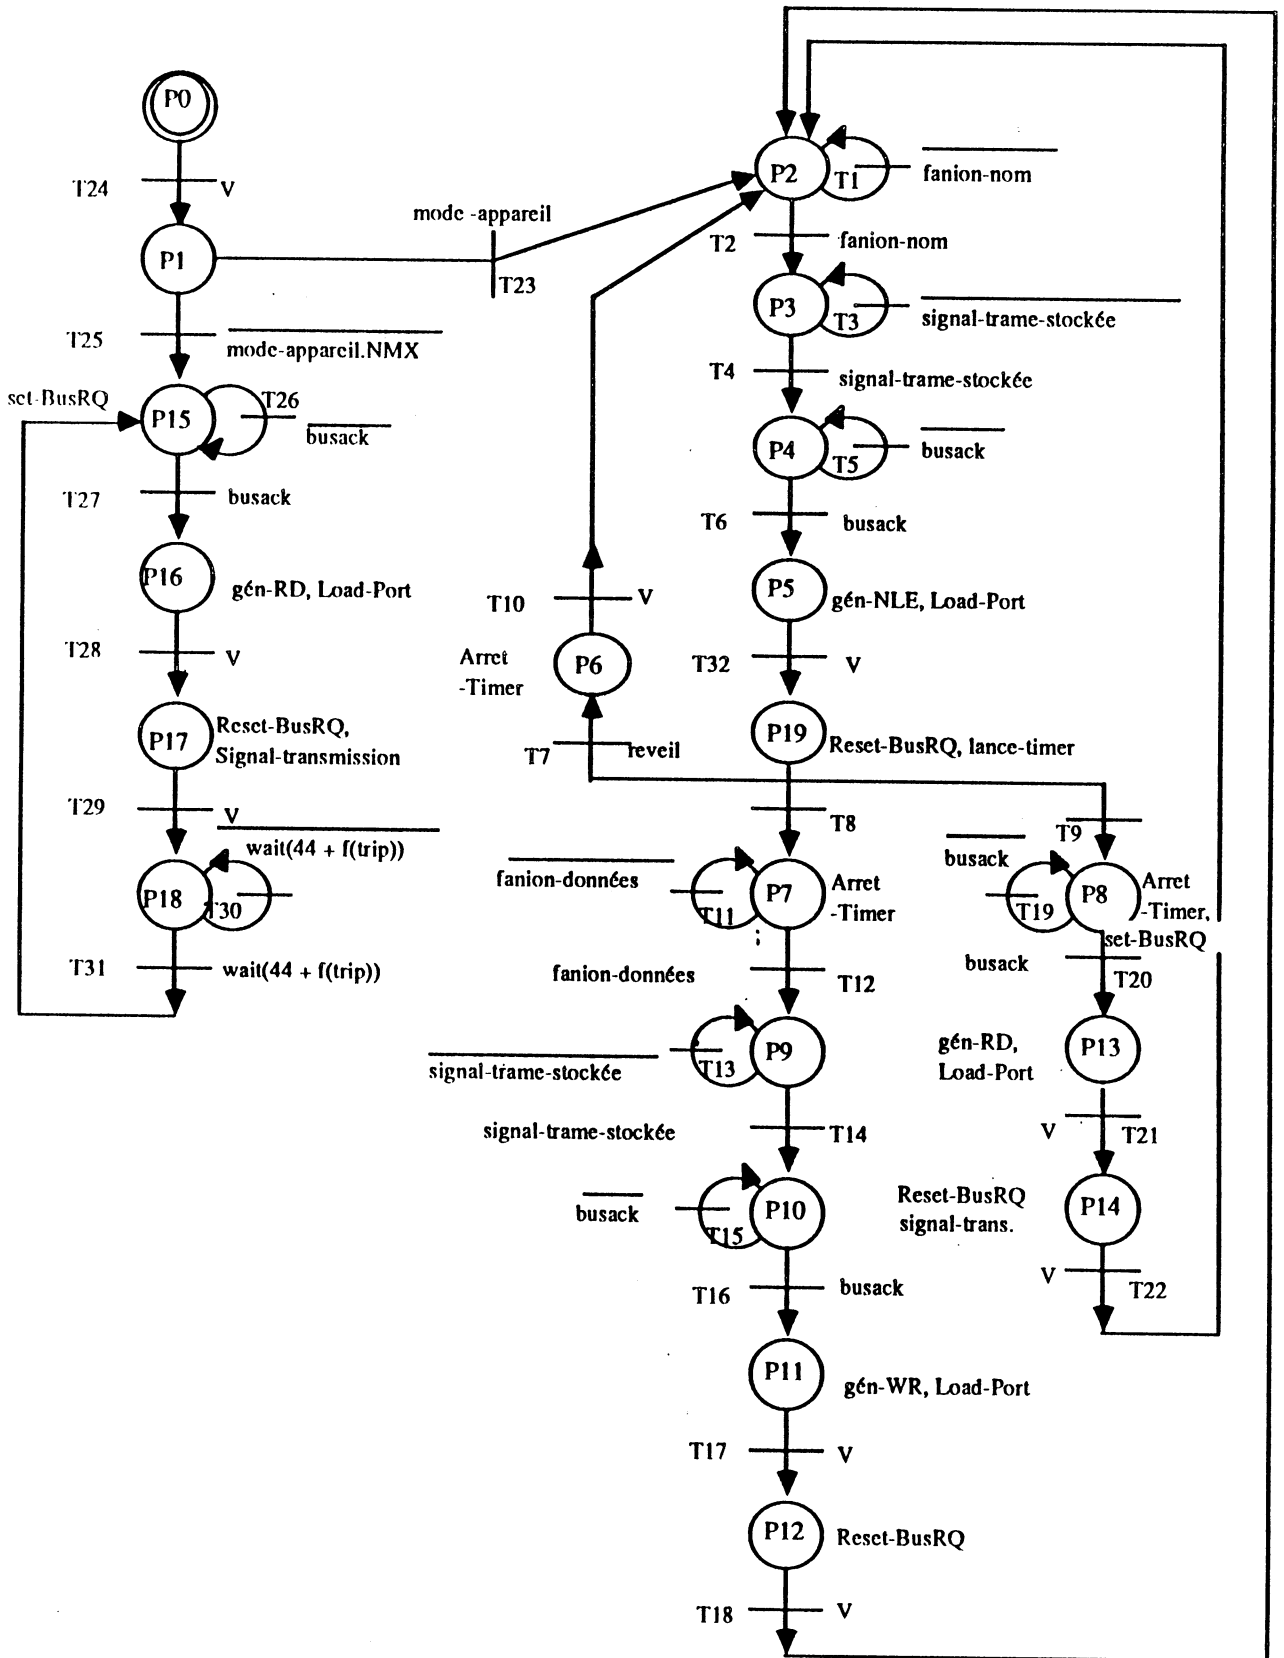 P0
T24
V
P1
mode -appareil
T23
T25
mode-appareil.NMX
set-BusRQ
P15
T26
busack
T27
busack
P16
gén-RD, Load-Port
T28
V
P17
Reset-BusRQ,
Signal-transmission
T29
V
wait(44 + f(trip))
P18
T30
T31
wait(44 + f(trip))
P2
T1
fanion-nom
T2
fanion-nom
P3
T3
signal-trame-stockée
T4
signal-trame-stockée
P4
T5
busack
T6
busack
P5
gén-NLE, Load-Port
T32
V
T10
V
P6
Arret
-Timer
T7
reveil
P19
Reset-BusRQ, lance-timer
T8
T9
fanion-données
T11
P7
Arret
-Timer
busack
T19
P8
Arret
-Timer,
set-BusRQ
fanion-données
T12
busack
T20
P9
T13
signal-trame-stockée
P13
gén-RD,
Load-Port
signal-trame-stockée
T14
V
T21
busack
T15
P10
Reset-BusRQ
signal-trans.
P14
T16
busack
V
T22
P11
gén-WR, Load-Port
T17
V
P12
Reset-BusRQ
T18
V